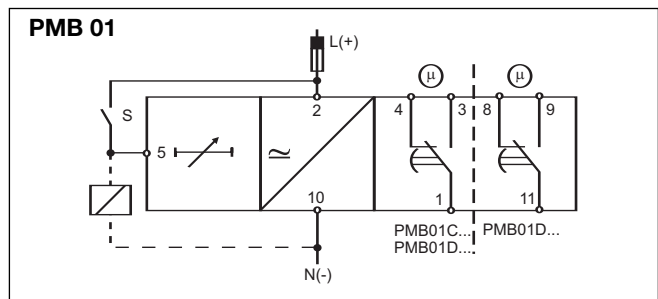 PMB 01
L(+)
μ μ
S
2 4 3 8 9
5
≃
10 1 11
PMB01C... PMB01D...
PMB01D...
N(-)